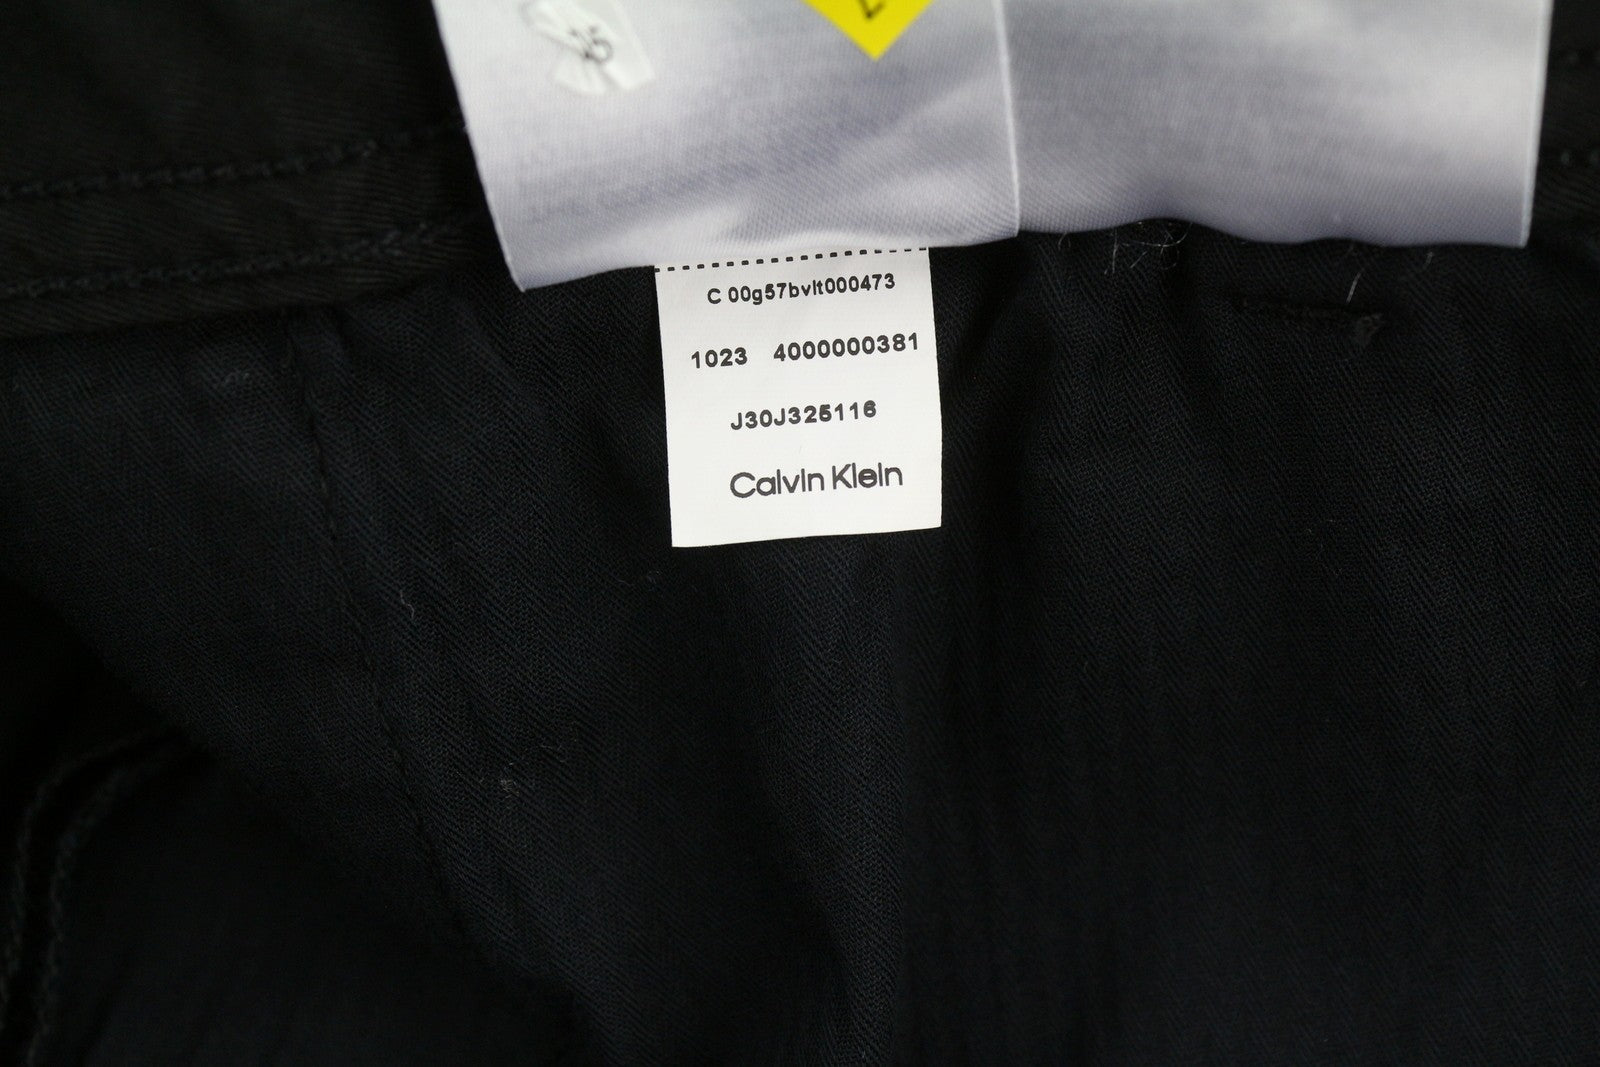 C 00g57bvlt000473
1023 4000000381
J30J325116
Calvin Klein